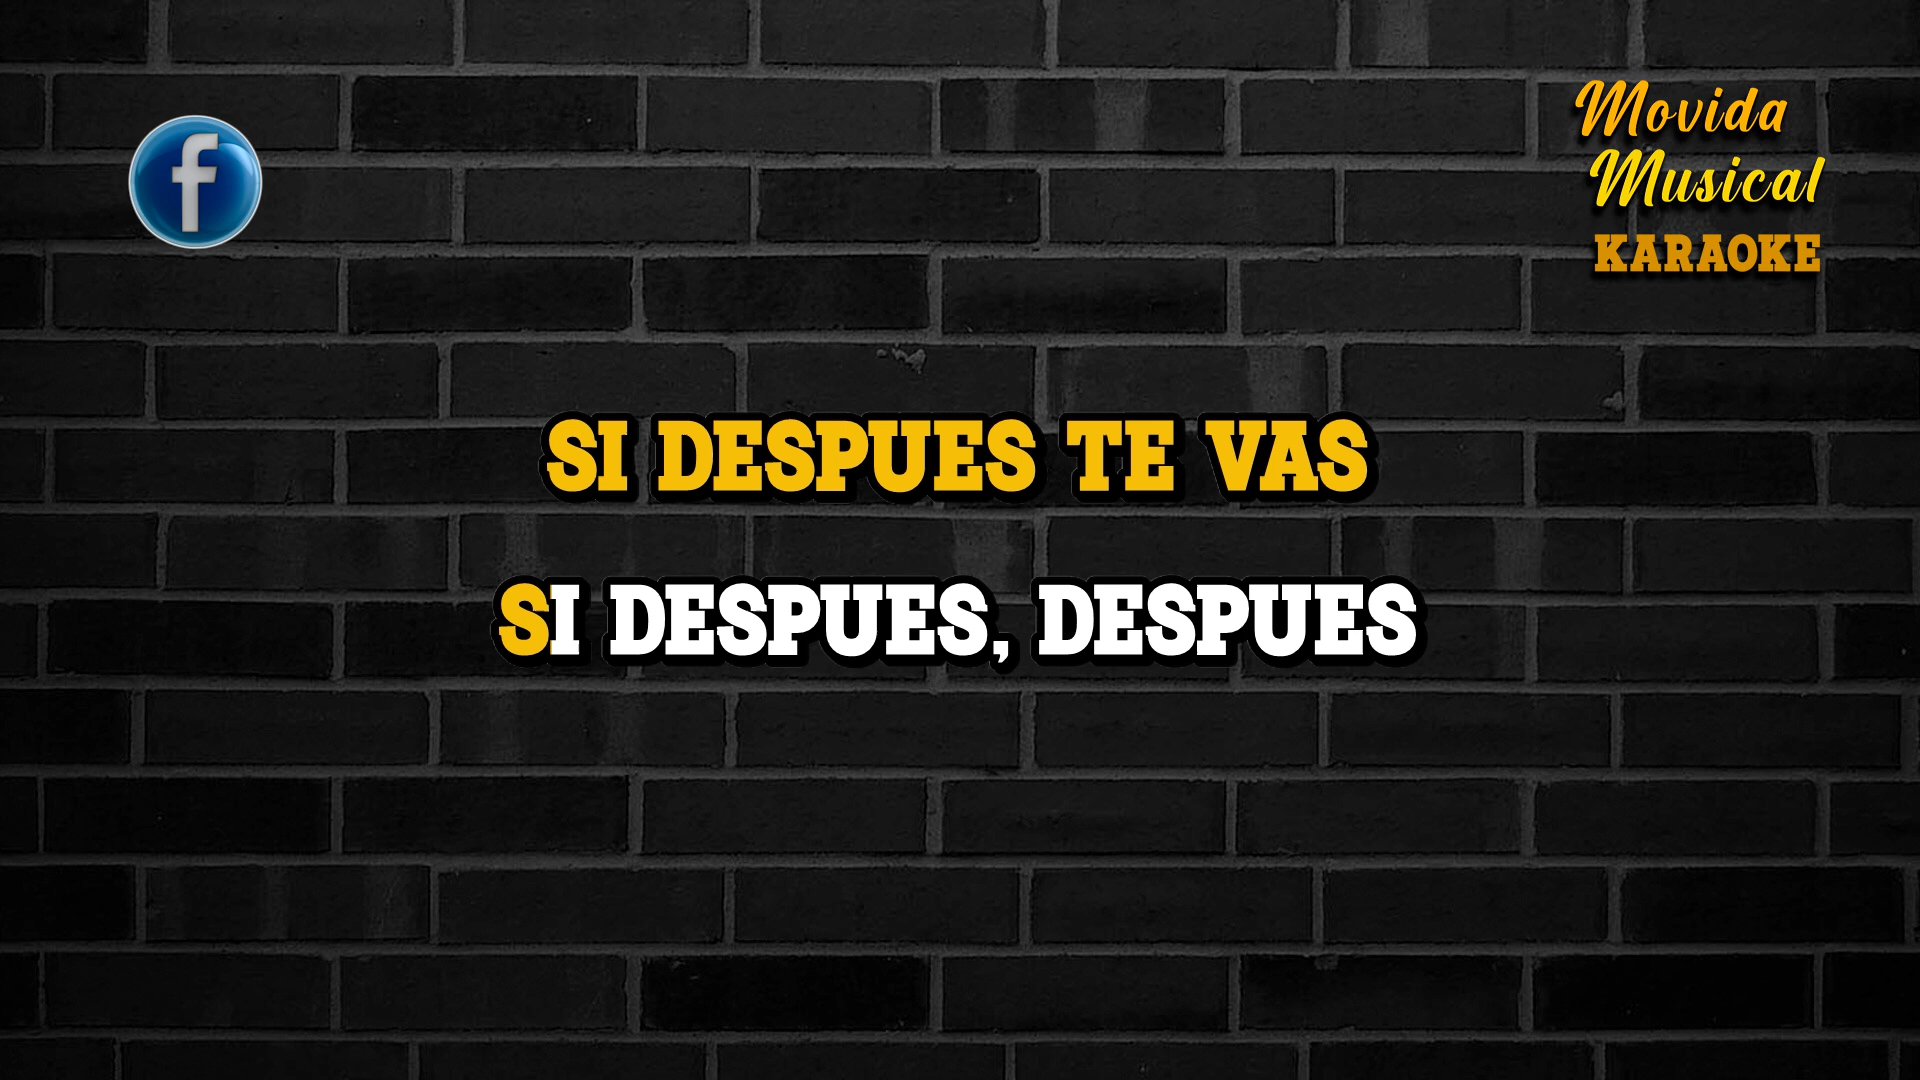 Movida
Musical
KARAOKE
SI DESPUES TE VAS
SI DESPUES, DESPUES